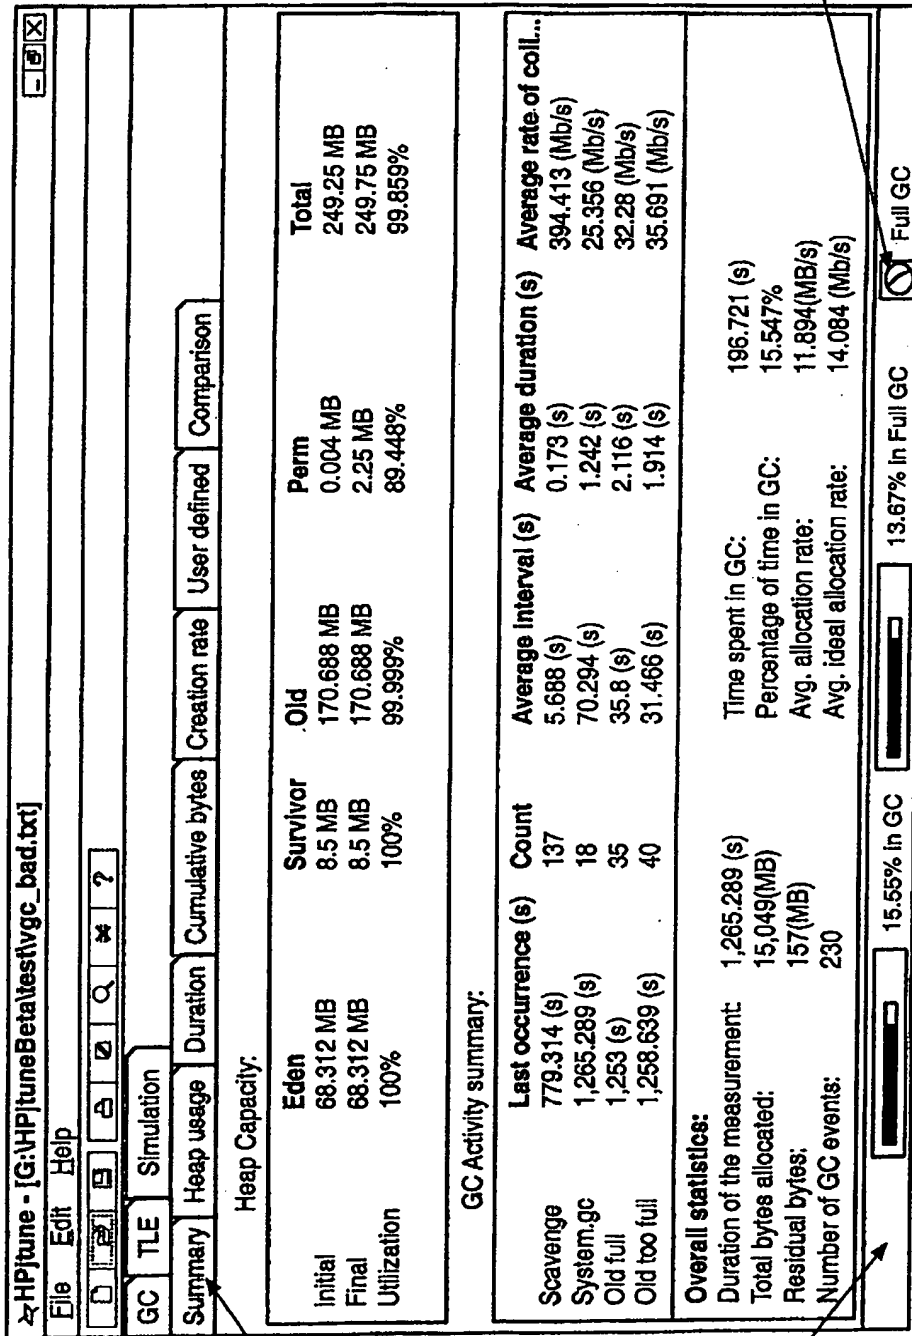 HPjtune - [G:\HPjtuneBeta\test\vgc_bad.txt]
File Edit Help
?
GC TLE Simulation
Summary Heap usage Duration Cumulative bytes Creation rate User defined Comparison
Heap Capacity:
Eden Survivor Old Perm Total
Initial 68.312 MB 8.5 MB 170.688 MB 0.004 MB 249.25 MB
Final 68.312 MB 8.5 MB 170.688 MB 2.25 MB 249.75 MB
Utilization 100% 100% 99.999% 89.448% 99.859%
GC Activity summary:
Last occurrence (s) Count Average Interval (s) Average duration (s) Average rate of coll...
Scavenge 779.314 (s) 137 5.688 (s) 0.173 (s) 394.413 (Mb/s)
System.gc 1,265.289 (s) 18 70.294 (s) 1.242 (s) 25.356 (Mb/s)
Old full 1,253 (s) 35 35.8 (s) 2.116 (s) 32.28 (Mb/s)
Old too full 1,258.639 (s) 40 31.466 (s) 1.914 (s) 35.691 (Mb/s)
Overall statistics:
Duration of the measurement: 1,265.289 (s) Time spent in GC: 196.721 (s)
Total bytes allocated: 15,049(MB) Percentage of time in GC: 15.547%
Residual bytes: 157(MB) Avg. allocation rate: 11.894(MB/s)
Number of GC events: 230 Avg. ideal allocation rate: 14.084 (Mb/s)
15.55% In GC 13.67% In Full GC Full GC